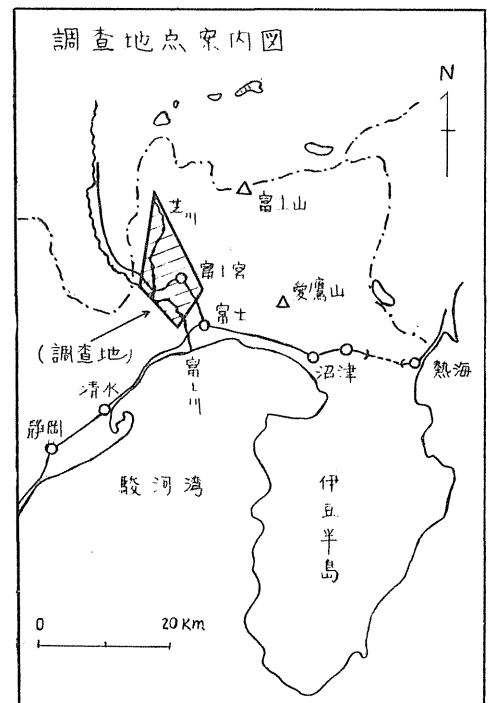 調査地点案内図
N
富士山
芝川
富士宮
愛鷹山
富士
(調査地)
沼津
熱海
富士川
清水
静岡
駿河湾
伊豆半島
0 20 Km